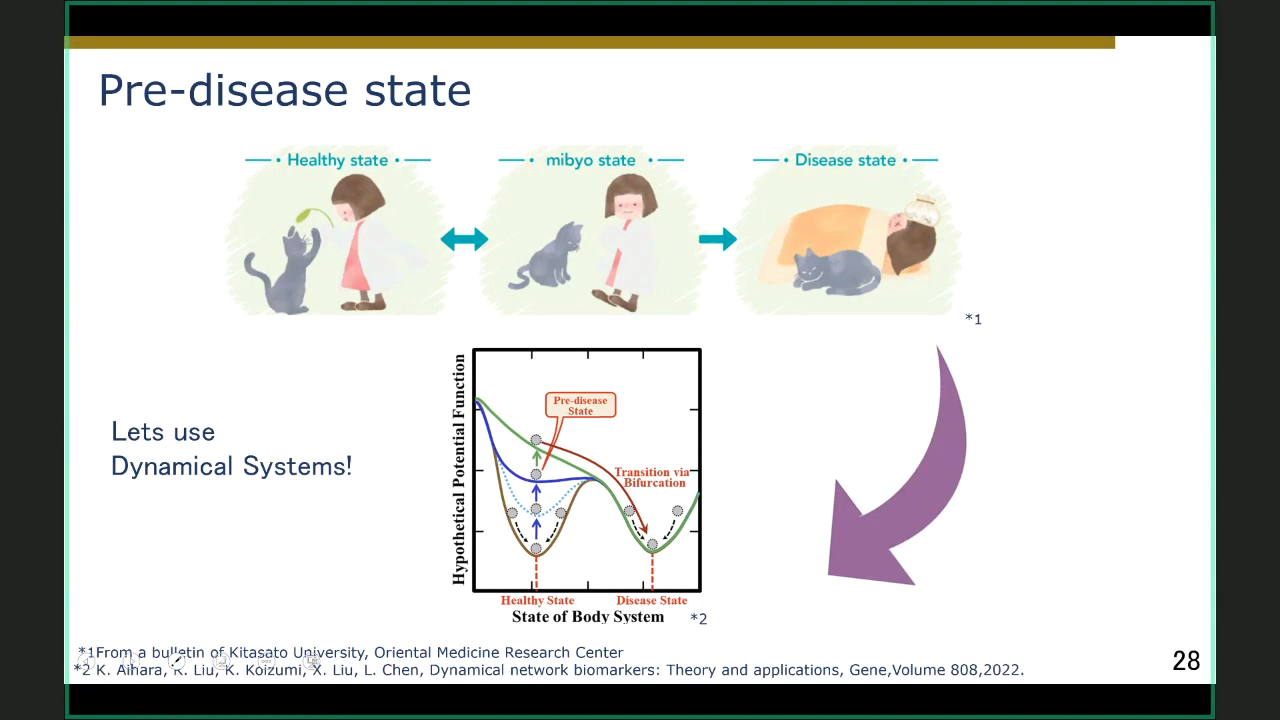 Pre-disease state
Healthy state
mibyo state
Disease state
*1
Lets use
Dynamical Systems!
Hypothetical Potential Function
Pre-disease
State
Transition via
Bifurcation
Healthy State
Disease State
State of Body System
*2
*1From a bulletin of Kitasato University, Oriental Medicine Research Center
*2 K. Aihara, R. Liu, K. Koizumi, X. Liu, L. Chen, Dynamical network biomarkers: Theory and applications, Gene,Volume 808,2022.
28